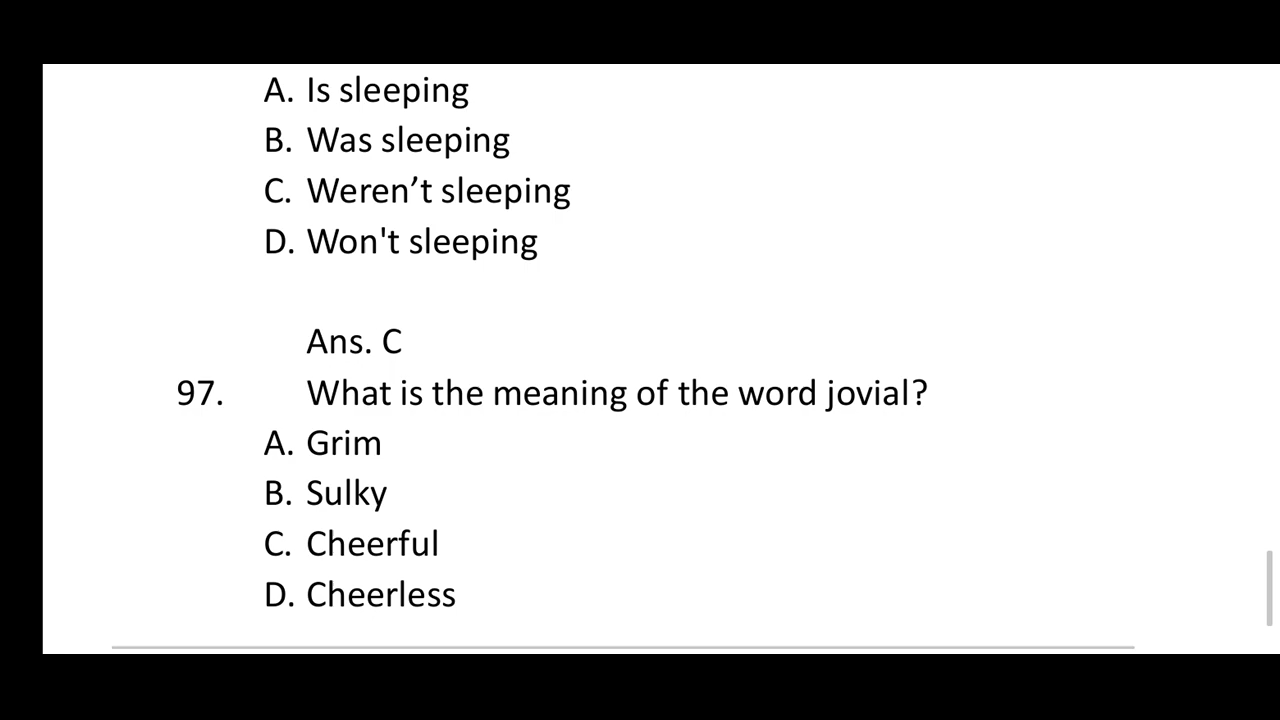 A. Is sleeping
B. Was sleeping
C. Weren’t sleeping
D. Won't sleeping
Ans. C
97. What is the meaning of the word jovial?
A. Grim
B. Sulky
C. Cheerful
D. Cheerless